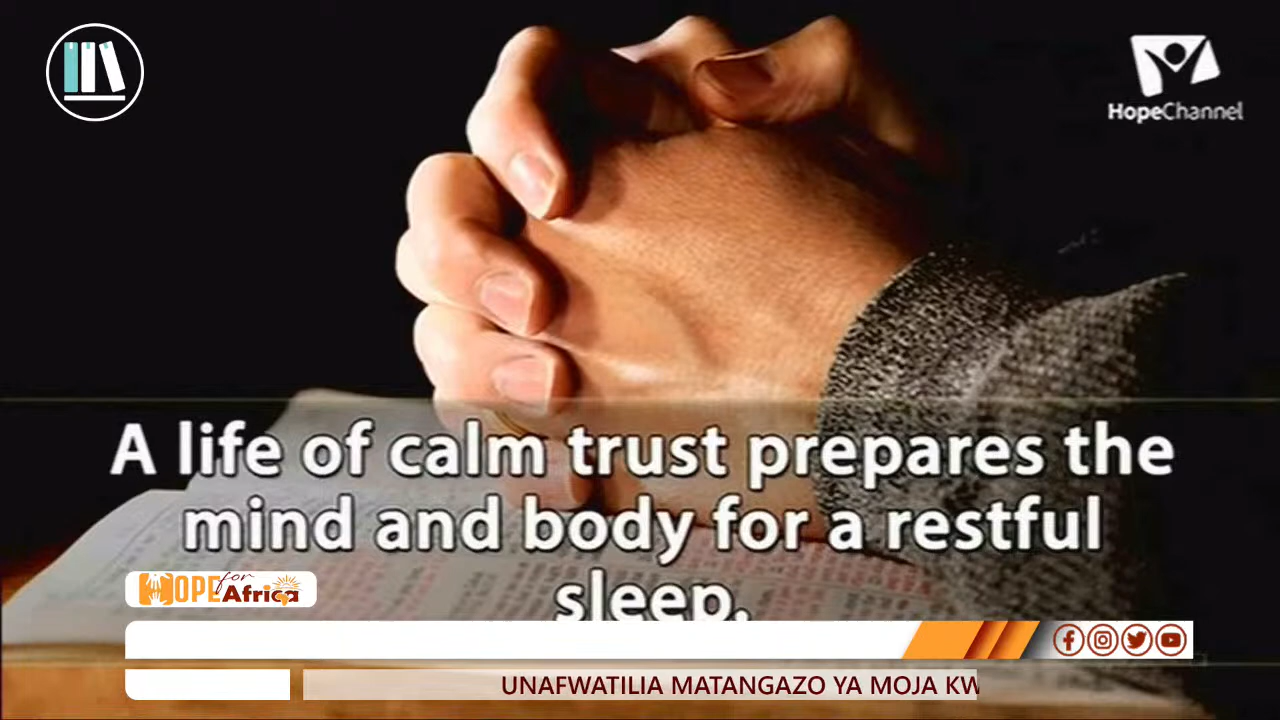 HopeChannel
A life of calm trust prepares the
mind and body for a restful
sleep.
HOPE for Africa
UNAFWATILIA MATANGAZO YA MOJA